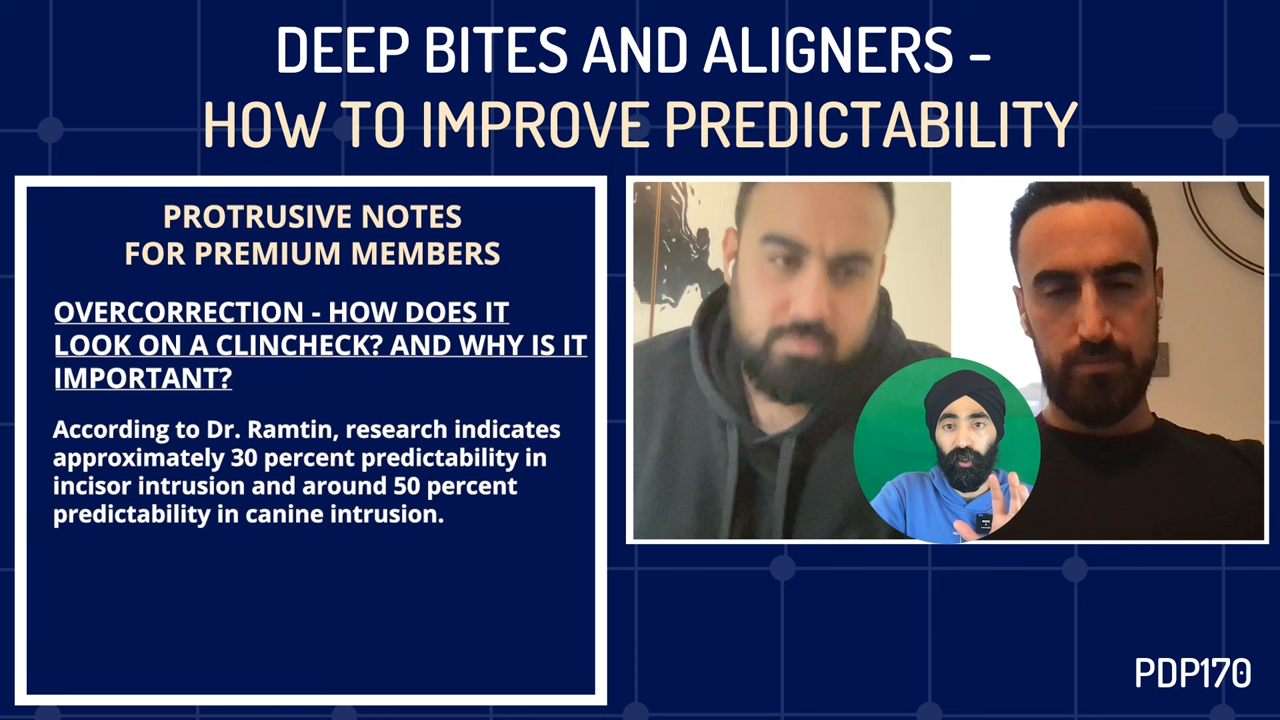 DEEP BITES AND ALIGNERS -
HOW TO IMPROVE PREDICTABILITY
PROTRUSIVE NOTES
FOR PREMIUM MEMBERS
OVERCORRECTION - HOW DOES IT
LOOK ON A CLINCHECK? AND WHY IS IT
IMPORTANT?
According to Dr. Ramtin, research indicates
approximately 30 percent predictability in
incisor intrusion and around 50 percent
predictability in canine intrusion.
PDP170